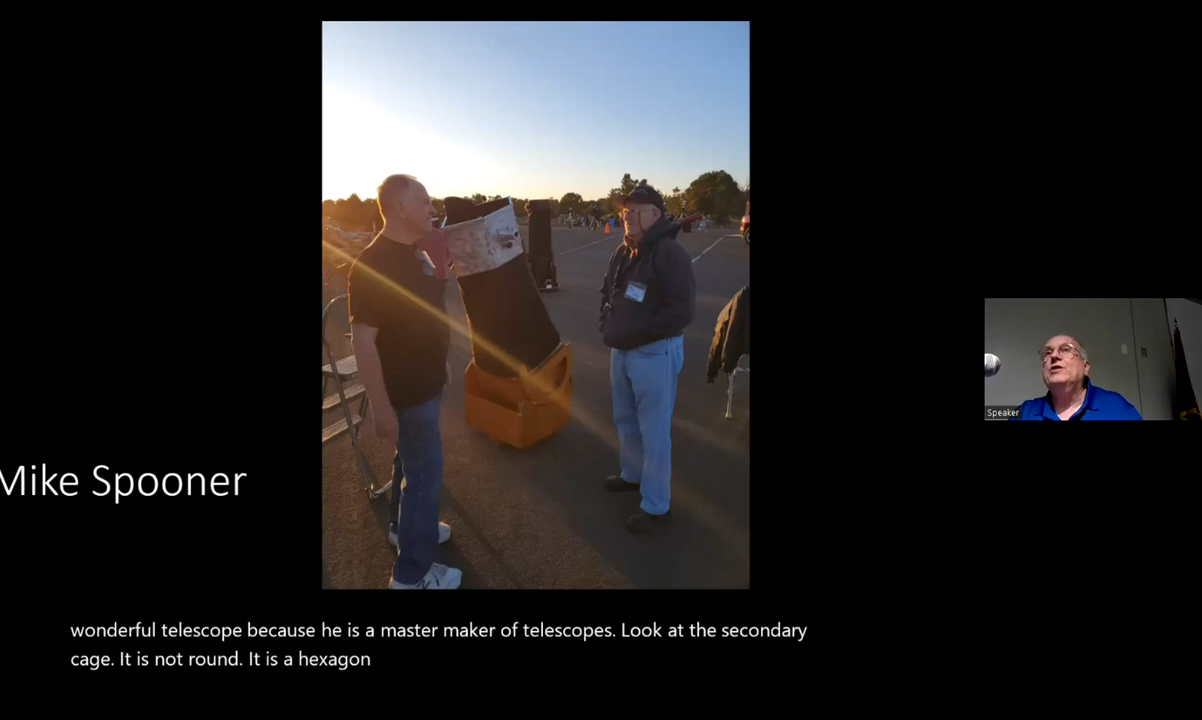 Mike Spooner
Speaker
wonderful telescope because he is a master maker of telescopes. Look at the secondary
cage. It is not round. It is a hexagon